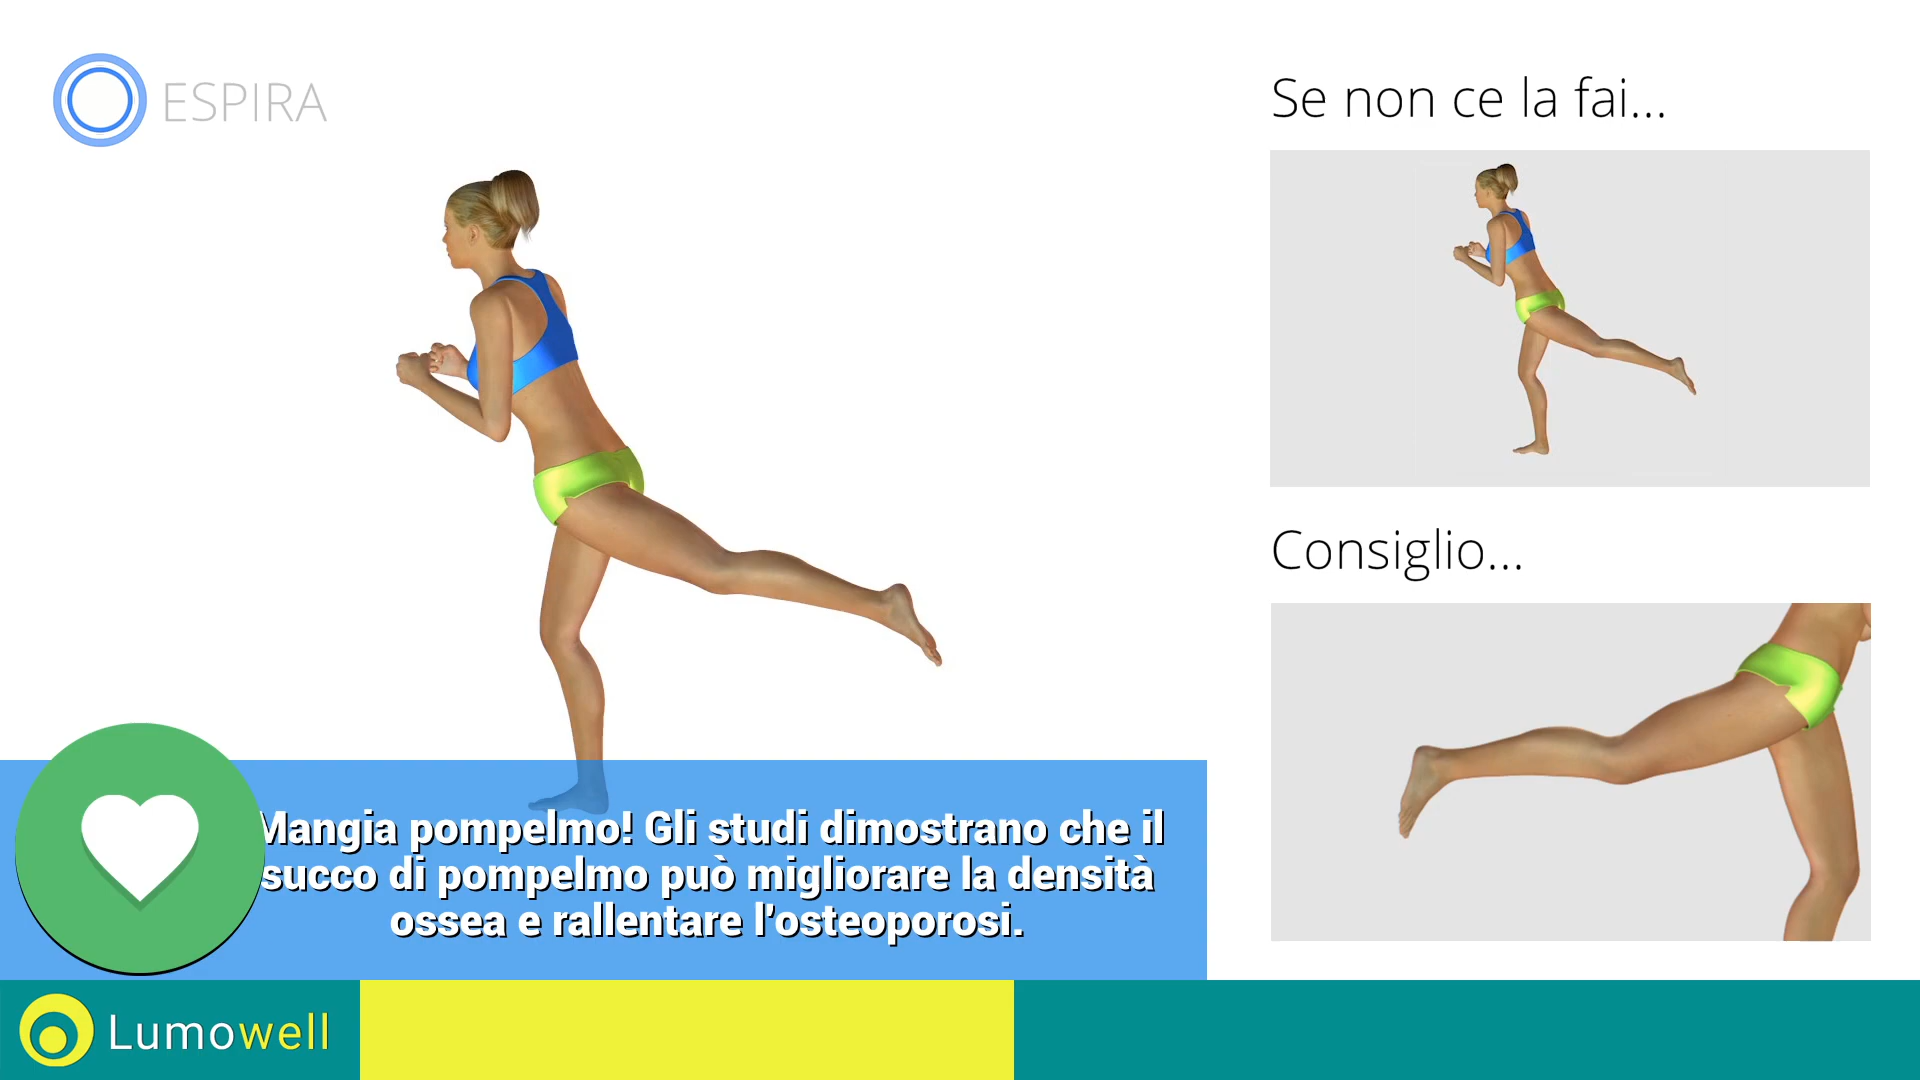 ESPIRA
Se non ce la fai...
Consiglio...
Mangia pompelmo! Gli studi dimostrano che il
succo di pompelmo può migliorare la densità
ossea e rallentare l'osteoporosi.
Lumowell